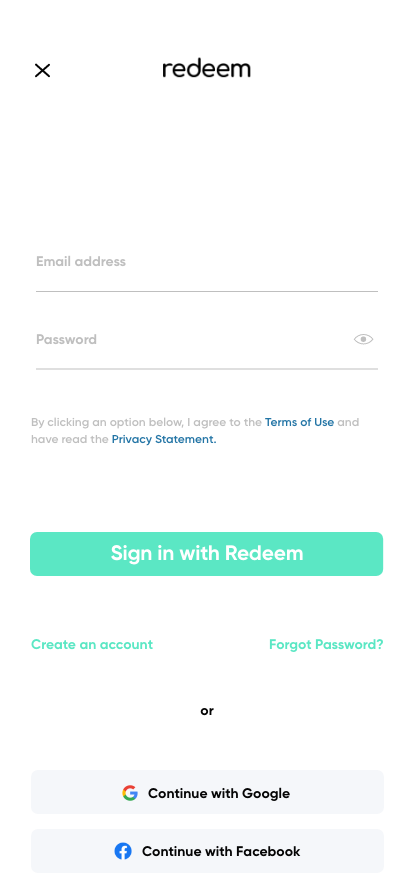 redeem
Email address
Password
By clicking an option below, I agree to the Terms of Use and
have read the Privacy Statement.
Sign in with Redeem
Create an account
Forgot Password?
or
Continue with Google
Continue with Facebook